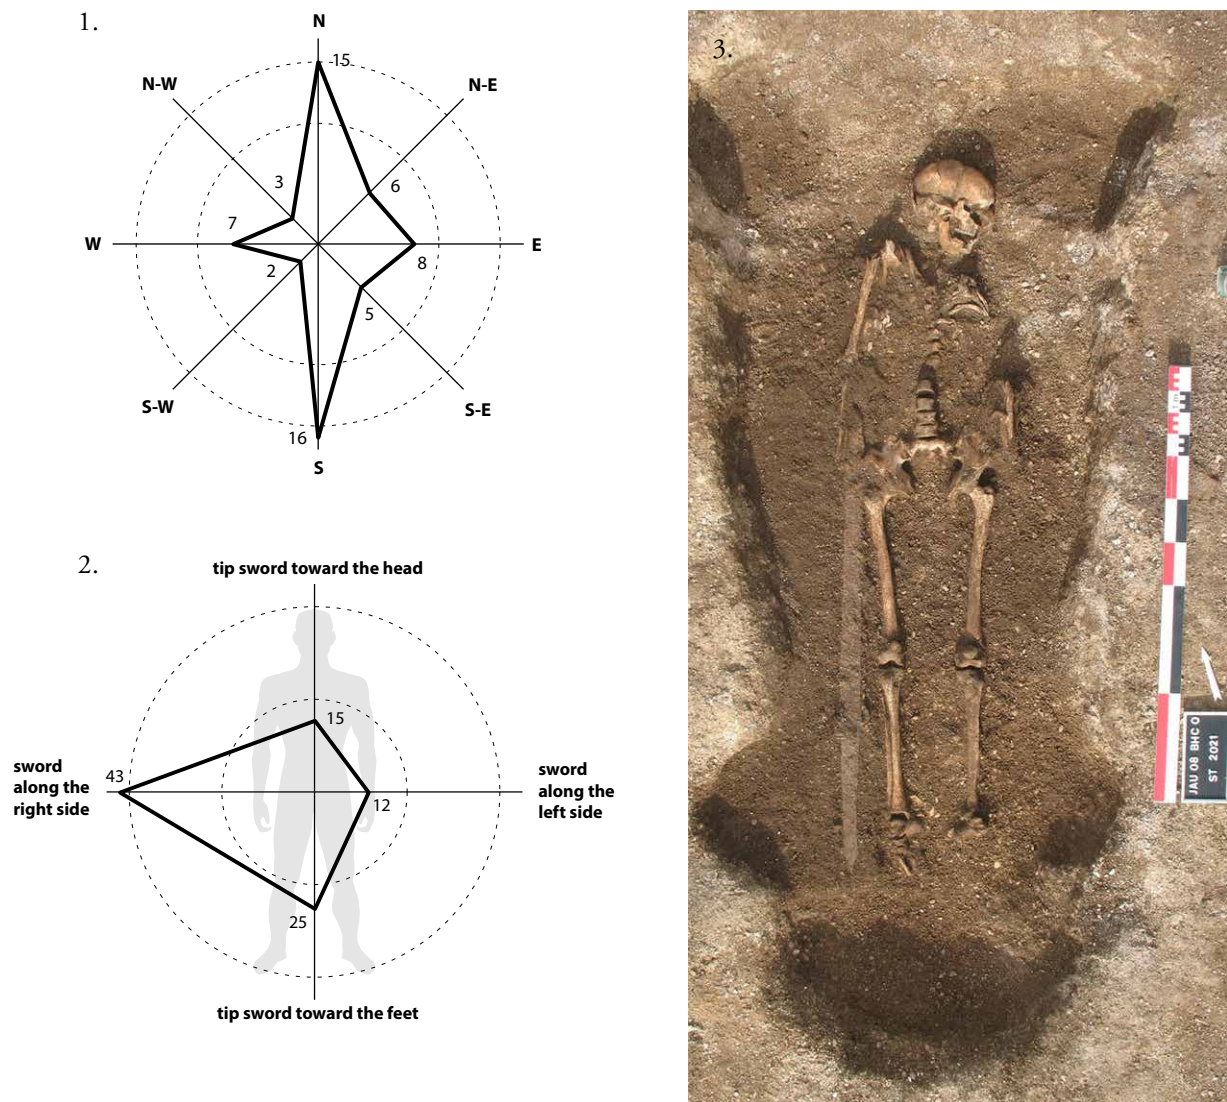 1.
N
15
N-W
N-E
3
6
7
W
E
2
8
5
S-W
S-E
16
S
2.
tip sword toward the head
15
sword
along the
right side
43
12
sword
along the
left side
25
tip sword toward the feet
3.
1 m
JAU 08 BHC O
ST 2021